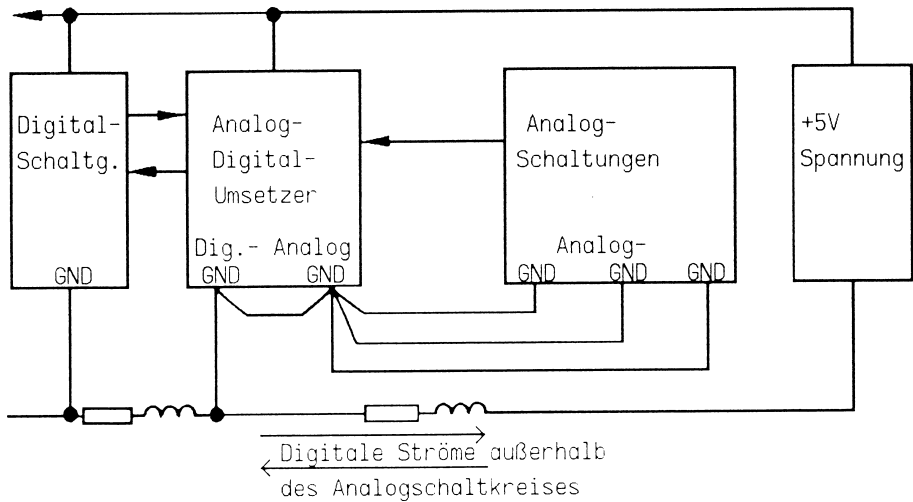 Digital-
Schaltg.
GND
Analog-
Digital-
Umsetzer
Dig.- Analog
GND GND
Analog-
Schaltungen
Analog-
GND GND GND
+5V
Spannung
Digitale Ströme außerhalb
des Analogschaltkreises